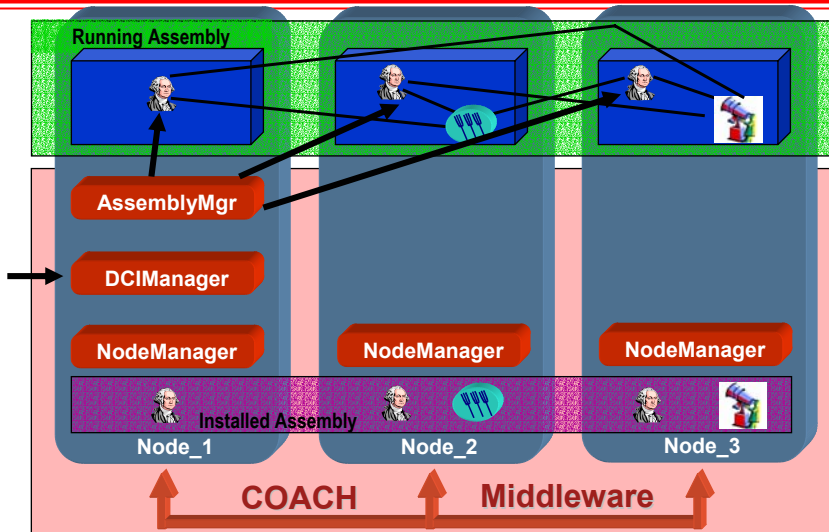 Running Assembly
AssemblyMgr
DCIManager
NodeManager
NodeManager
NodeManager
Installed Assembly
Node_1
Node_2
Node_3
COACH
Middleware